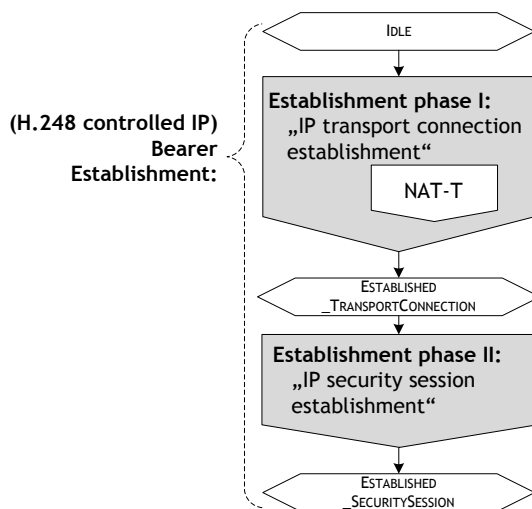 IDLE
(H.248 controlled IP)
Bearer
Establishment:
Establishment phase I:
„IP transport connection
establishment“
NAT-T
ESTABLISHED
_TRANSPORTCONNECTION
Establishment phase II:
„IP security session
establishment“
ESTABLISHED
_SECURITYSESSION